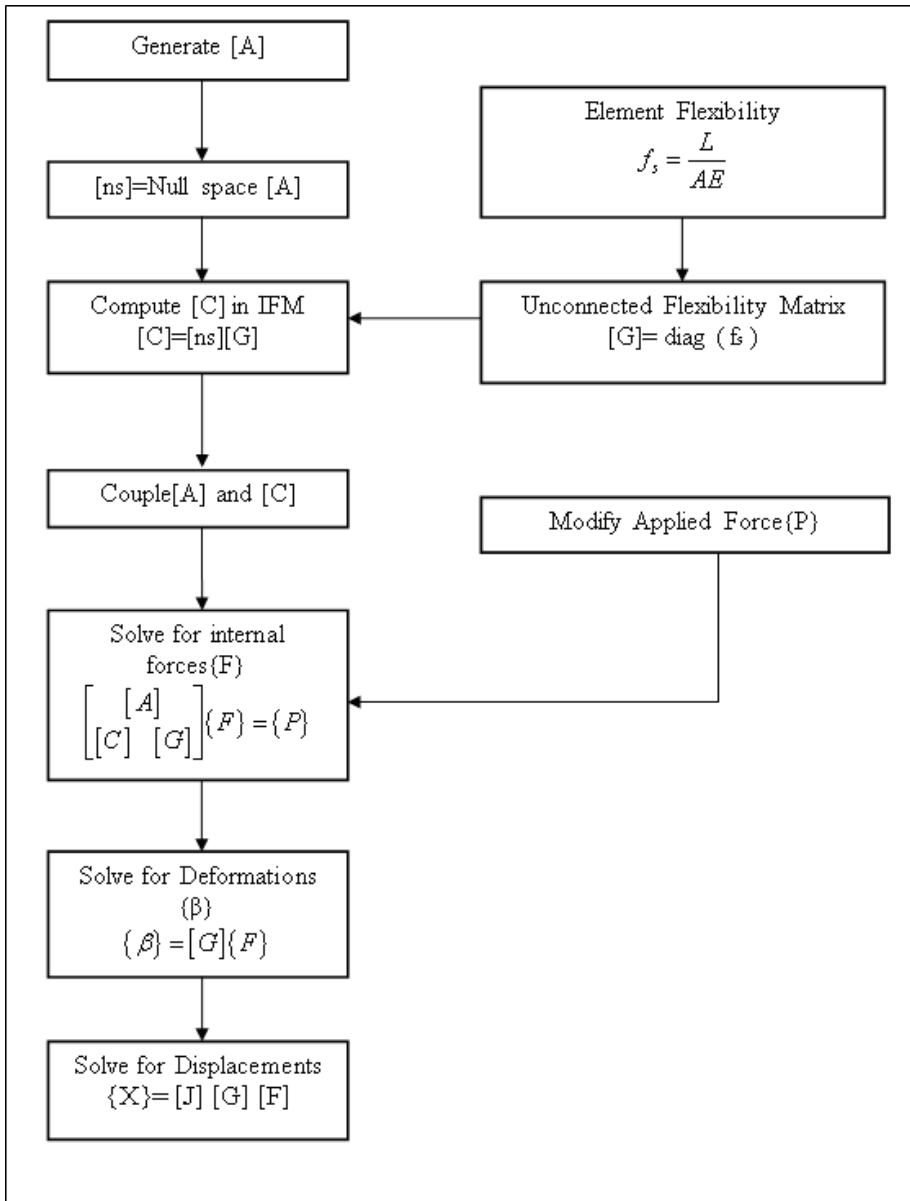 Generate [A]
[ns]=Null space [A]
Element Flexibility
f_s = L/AE
Compute [C] in IFM
[C]=[ns][G]
Unconnected Flexibility Matrix
[G]= diag (fs)
Couple[A] and [C]
Modify Applied Force{P}
Solve for internal
forces{F}
[A]
[C] [G] {F} = {P}
Solve for Deformations
{β}
{β} = [G]{F}
Solve for Displacements
{X}= [J] [G] [F]